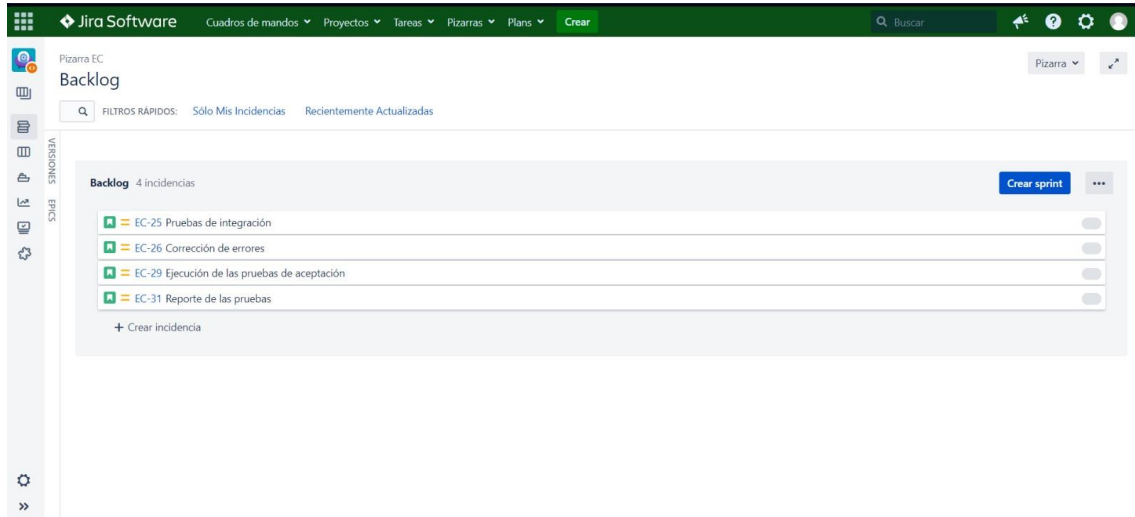 Jira Software Cuadros de mandos Proyectos Tareas Pizarras Plans Crear Buscar
Pizarra EC
Pizarra
Backlog
FILTROS RÁPIDOS: Sólo Mis Incidencias Recientemente Actualizadas
VERSIONES
EPICS
Backlog 4 incidencias Crear sprint
EC-25 Pruebas de integración
EC-26 Corrección de errores
EC-29 Ejecución de las pruebas de aceptación
EC-31 Reporte de las pruebas
+ Crear incidencia